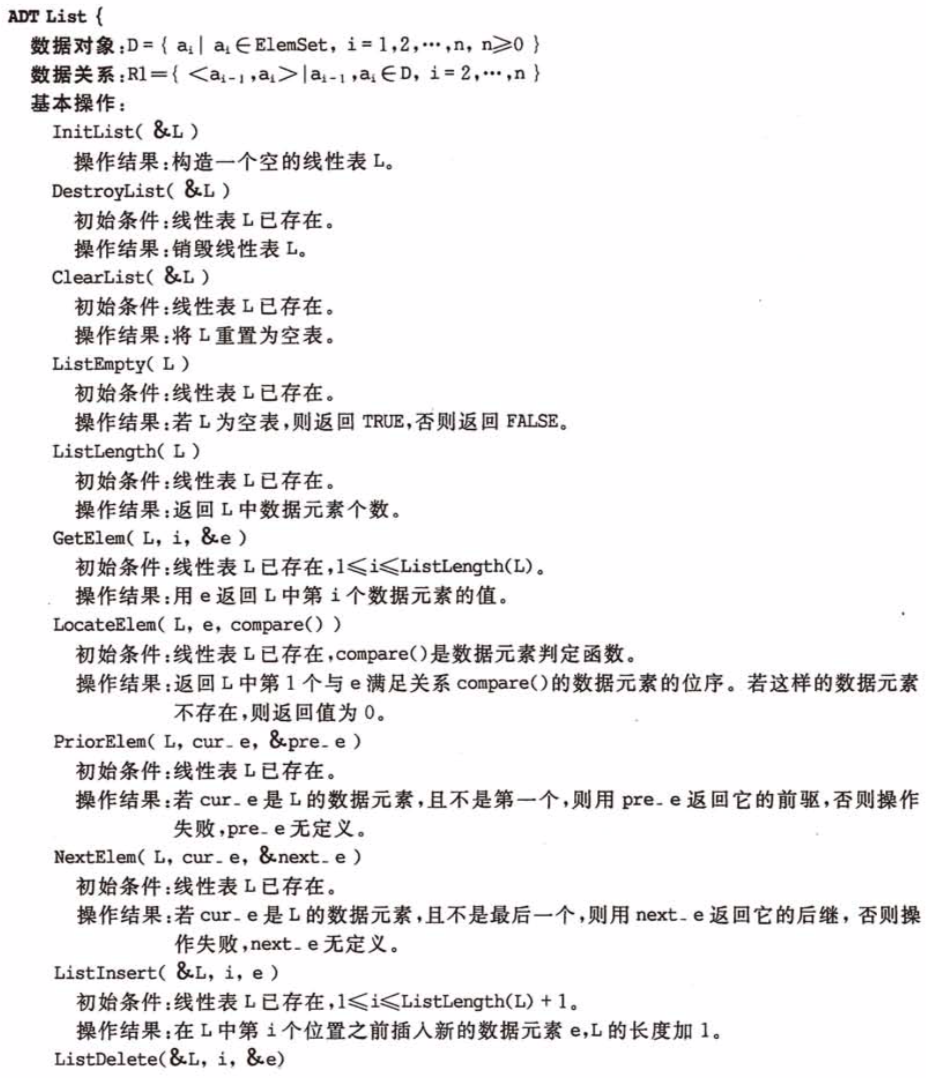 ADT List {
数据对象:D={ aᵢ| aᵢ∈ElemSet, i=1,2,…,n, n≥0 }
数据关系:R1={ <aᵢ₋₁,aᵢ>|aᵢ₋₁,aᵢ∈D, i=2,…,n }
基本操作:
InitList( &L )
操作结果:构造一个空的线性表 L。
DestroyList( &L )
初始条件:线性表 L 已存在。
操作结果:销毁线性表 L。
ClearList( &L )
初始条件:线性表 L 已存在。
操作结果:将 L 重置为空表。
ListEmpty( L )
初始条件:线性表 L 已存在。
操作结果:若 L 为空表,则返回 TRUE,否则返回 FALSE。
ListLength( L )
初始条件:线性表 L 已存在。
操作结果:返回 L 中数据元素个数。
GetElem( L, i, &e )
初始条件:线性表 L 已存在,1≤i≤ListLength(L)。
操作结果:用 e 返回 L 中第 i 个数据元素的值。
LocateElem( L, e, compare() )
初始条件:线性表 L 已存在,compare()是数据元素判定函数。
操作结果:返回 L 中第 1 个与 e 满足关系 compare()的数据元素的位序。若这样的数据元素
不存在,则返回值为 0。
PriorElem( L, cur_e, &pre_e )
初始条件:线性表 L 已存在。
操作结果:若 cur_e 是 L 的数据元素,且不是第一个,则用 pre_e 返回它的前驱,否则操作
失败,pre_e 无定义。
NextElem( L, cur_e, &next_e )
初始条件:线性表 L 已存在。
操作结果:若 cur_e 是 L 的数据元素,且不是最后一个,则用 next_e 返回它的后继,否则操
作失败,next_e 无定义。
ListInsert( &L, i, e )
初始条件:线性表 L 已存在,1≤i≤ListLength(L)+1。
操作结果:在 L 中第 i 个位置之前插入新的数据元素 e,L 的长度加 1。
ListDelete(&L, i, &e)